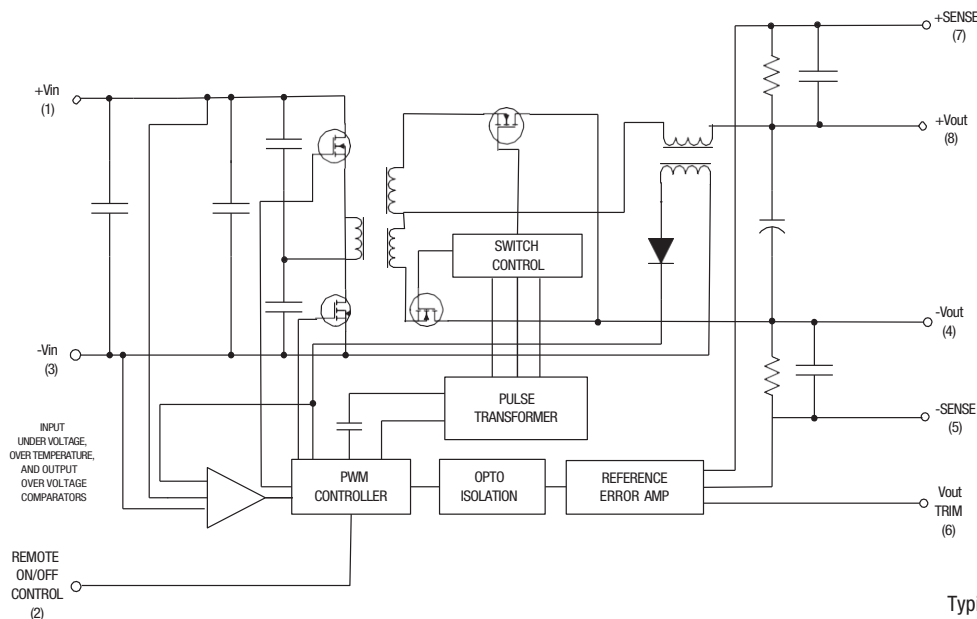 +SENSE
(7)
+Vin
(1)
+Vout
(8)
SWITCH
CONTROL
-Vout
(4)
-Vin
(3)
PULSE
TRANSFORMER
-SENSE
(5)
INPUT
UNDER VOLTAGE,
OVER TEMPERATURE,
AND OUTPUT
OVER VOLTAGE
COMPARATORS
PWM
CONTROLLER
OPTO
ISOLATION
REFERENCE
ERROR AMP
Vout
TRIM
(6)
REMOTE
ON/OFF
CONTROL
(2)
Typi